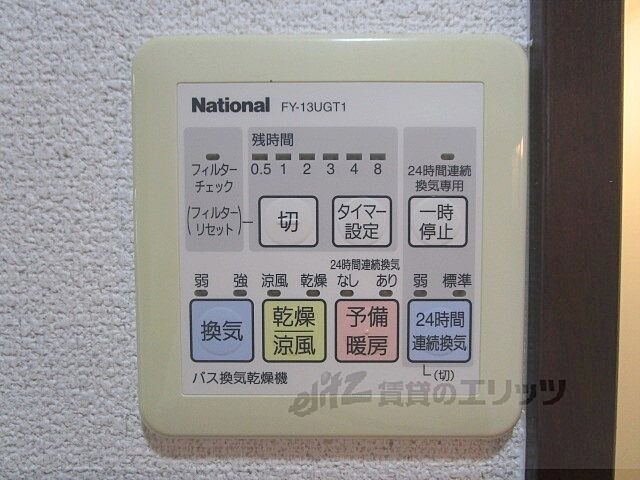 National FY-13UGT1
残時間
0.5 1 2 3 4 8
フィルター
チェック
24時間連続
換気専用
(フィルター
リセット)
切
タイマー
設定
一時
停止
24時間連続換気
弱 強 涼風 乾燥 なし あり 弱 標準
換気
乾燥
涼風
予備
暖房
24時間
連続換気
(切)
バス換気乾燥機
elitz 賃貸のエリッツ